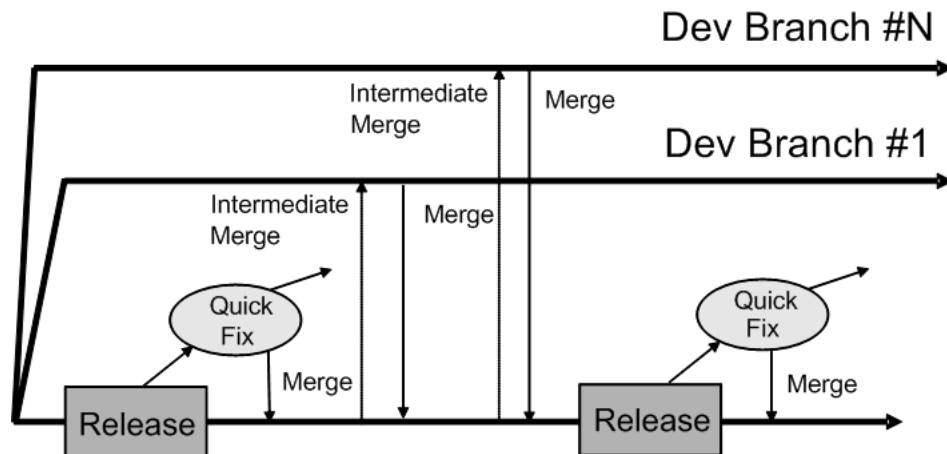 Dev Branch #N
Intermediate
Merge
Merge
Dev Branch #1
Intermediate
Merge
Merge
Quick
Fix
Merge
Release
Quick
Fix
Merge
Release